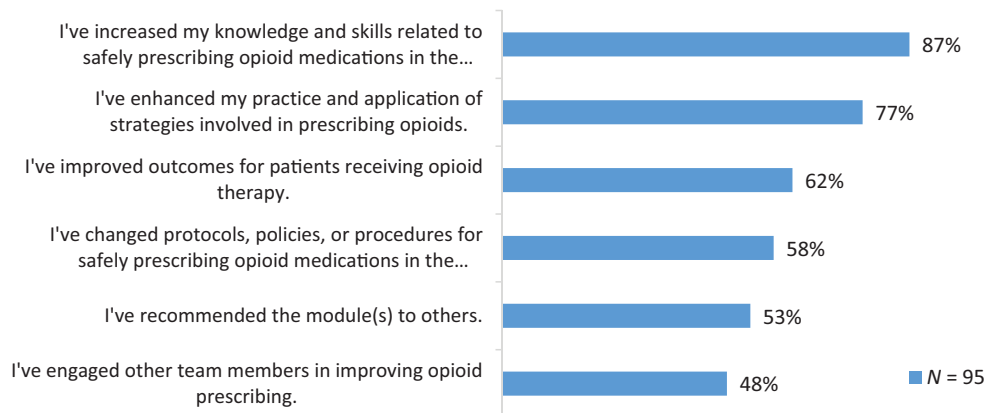 I've increased my knowledge and skills related to
safely prescribing opioid medications in the...
87%
I've enhanced my practice and application of
strategies involved in prescribing opioids.
77%
I've improved outcomes for patients receiving opioid
therapy.
62%
I've changed protocols, policies, or procedures for
safely prescribing opioid medications in the...
58%
I've recommended the module(s) to others.
53%
I've engaged other team members in improving opioid
prescribing.
48%
N = 95